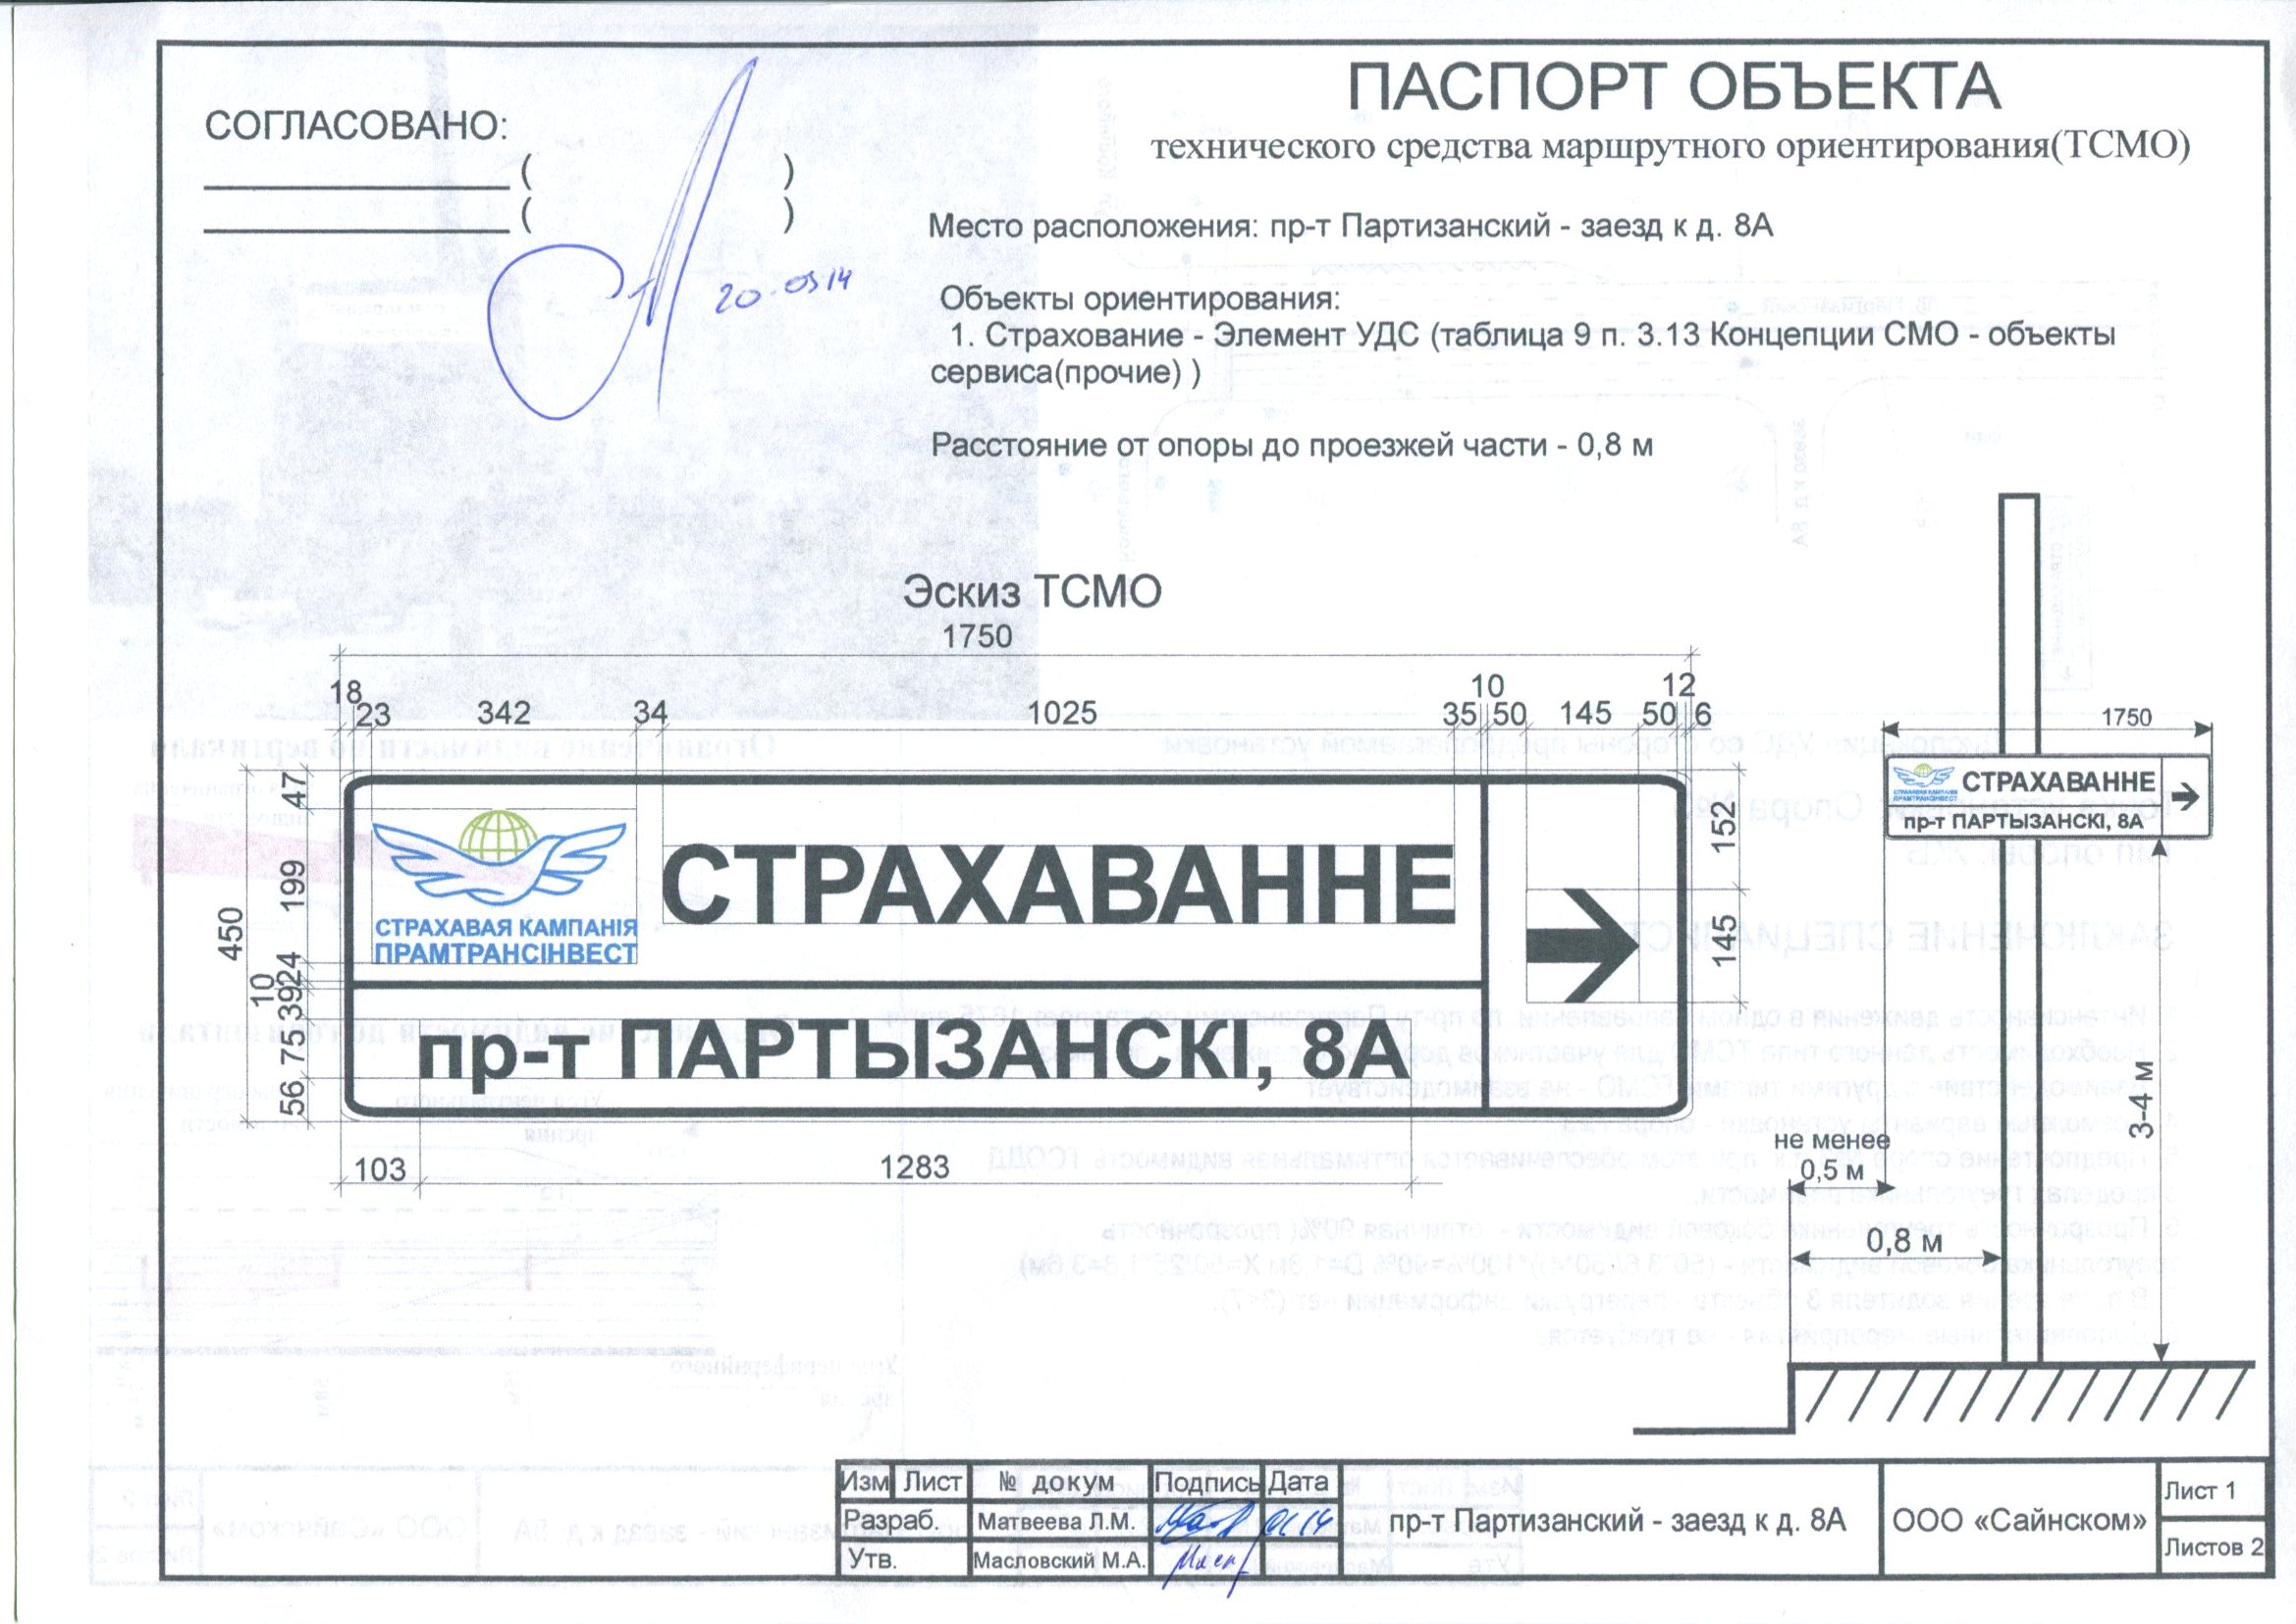 СОГЛАСОВАНО:
( )
( )
20.03 14
ПАСПОРТ ОБЪЕКТА
технического средства маршрутного ориентирования(ТСМО)
Место расположения: пр-т Партизанский - заезд к д. 8А
Объекты ориентирования:
1. Страхование - Элемент УДС (таблица 9 п. 3.13 Концепции СМО - объекты
сервиса(прочие) )
Расстояние от опоры до проезжей части - 0,8 м
Эскиз ТСМО
1750
18 23 342 34 1025 35 10 50 145 50 12 6
450
47
199
24
10
39
75
56
СТРАХАВАЯ КАМПАНІЯ
ПРАМТРАНСІНВЕСТ
СТРАХАВАННЕ
пр-т ПАРТЫЗАНСКІ, 8А
152
145
103 1283
1750
СТРАХАВАЯ КАМПАНІЯ
ПРАМТРАНСІНВЕСТ
СТРАХАВАННЕ
пр-т ПАРТЫЗАНСКІ, 8А
3-4 м
не менее
0,5 м
0,8 м
Изм Лист № докум Подпись Дата
Разраб. Матвеева Л.М.
Утв. Масловский М.А.
пр-т Партизанский - заезд к д. 8А
ООО «Сайнском»
Лист 1
Листов 2